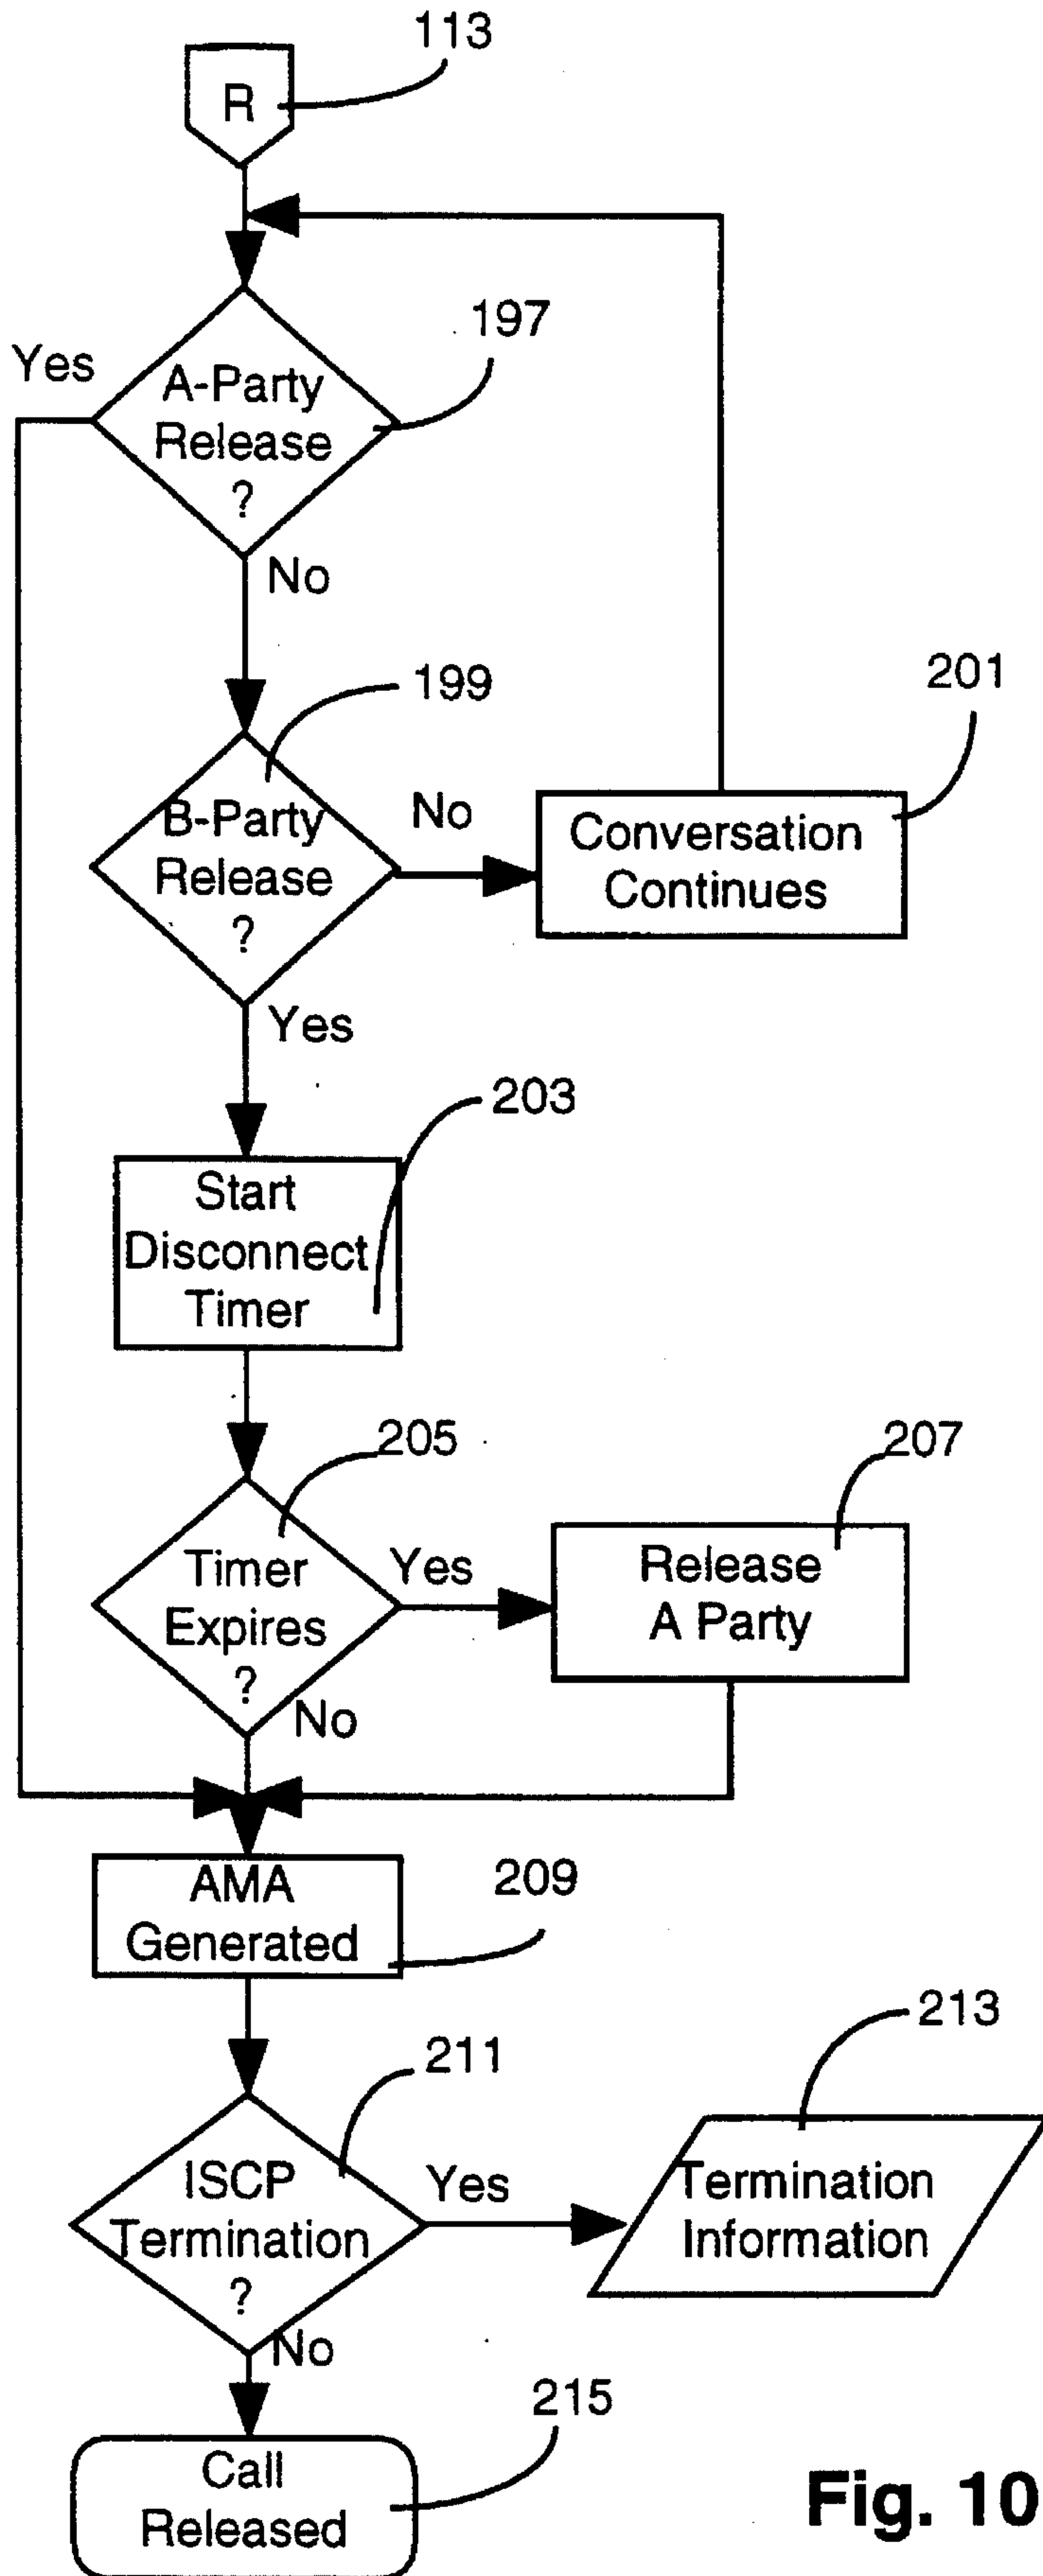 113
R
197
Yes
A-Party
Release
?
No
199
201
B-Party
Release
?
No
Conversation
Continues
Yes
203
Start
Disconnect
Timer
205
207
Timer
Expires
?
Yes
Release
A Party
No
AMA
Generated
209
213
211
ISCP
Termination
?
Yes
Termination
Information
No
215
Call
Released
Fig. 10